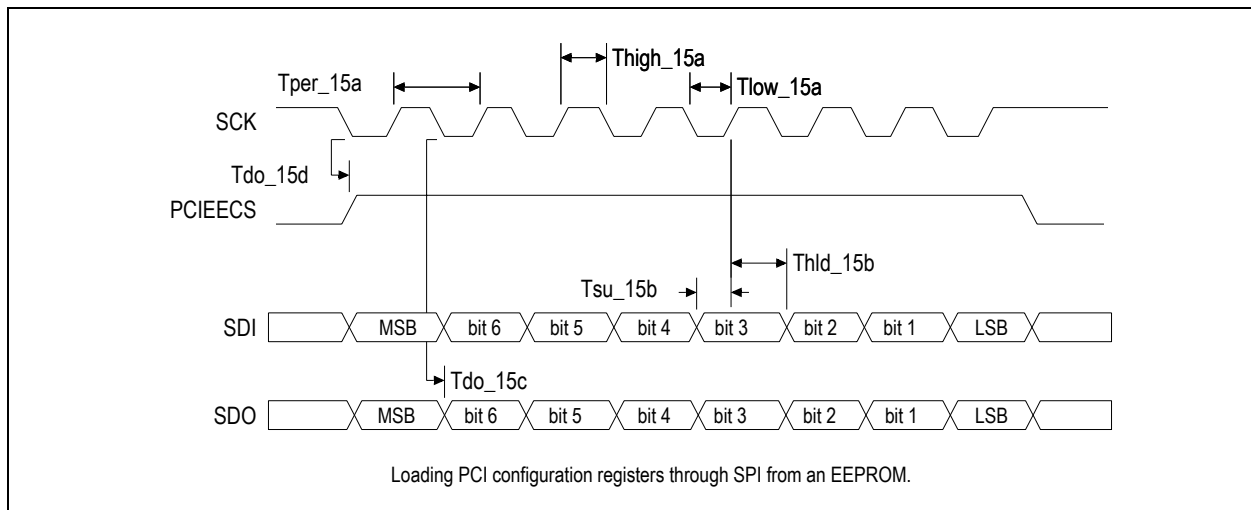 Thigh_15a
Tper_15a
Tlow_15a
SCK
Tdo_15d
PCIEECS
Thld_15b
Tsu_15b
SDI MSB bit 6 bit 5 bit 4 bit 3 bit 2 bit 1 LSB
Tdo_15c
SDO MSB bit 6 bit 5 bit 4 bit 3 bit 2 bit 1 LSB
Loading PCI configuration registers through SPI from an EEPROM.